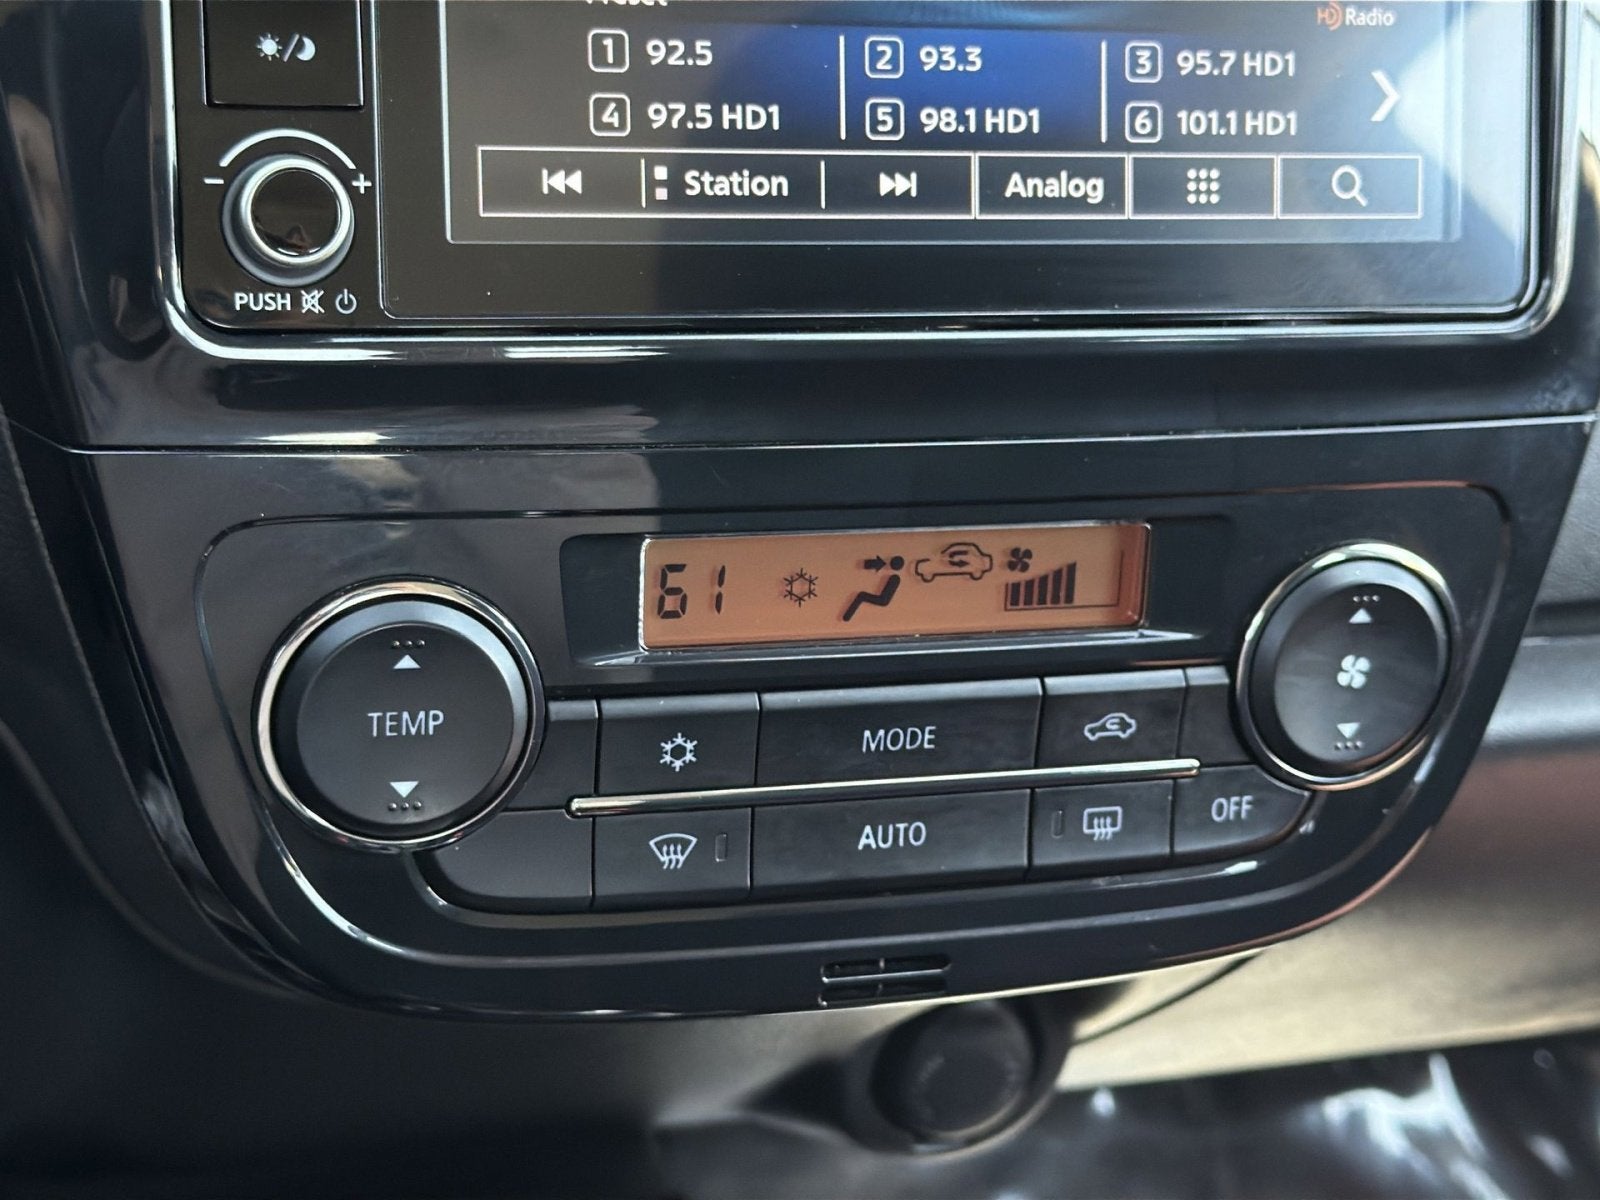 Preset
HD Radio
1 92.5 2 93.3 3 95.7 HD1
4 97.5 HD1 5 98.1 HD1 6 101.1 HD1
Station Analog
- +
PUSH
61
TEMP
MODE
AUTO
OFF